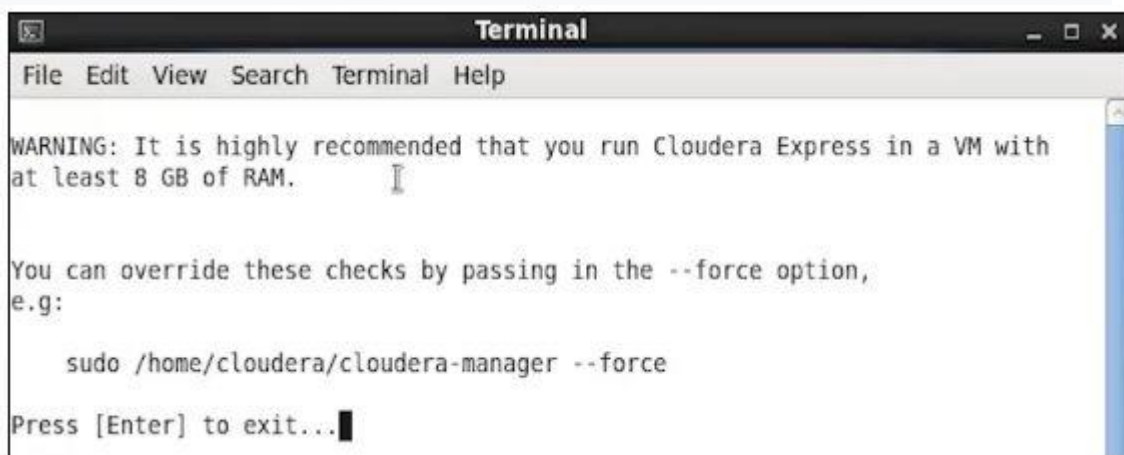 Terminal
File Edit View Search Terminal Help
WARNING: It is highly recommended that you run Cloudera Express in a VM with
at least 8 GB of RAM.
You can override these checks by passing in the --force option,
e.g:
sudo /home/cloudera/cloudera-manager --force
Press [Enter] to exit...